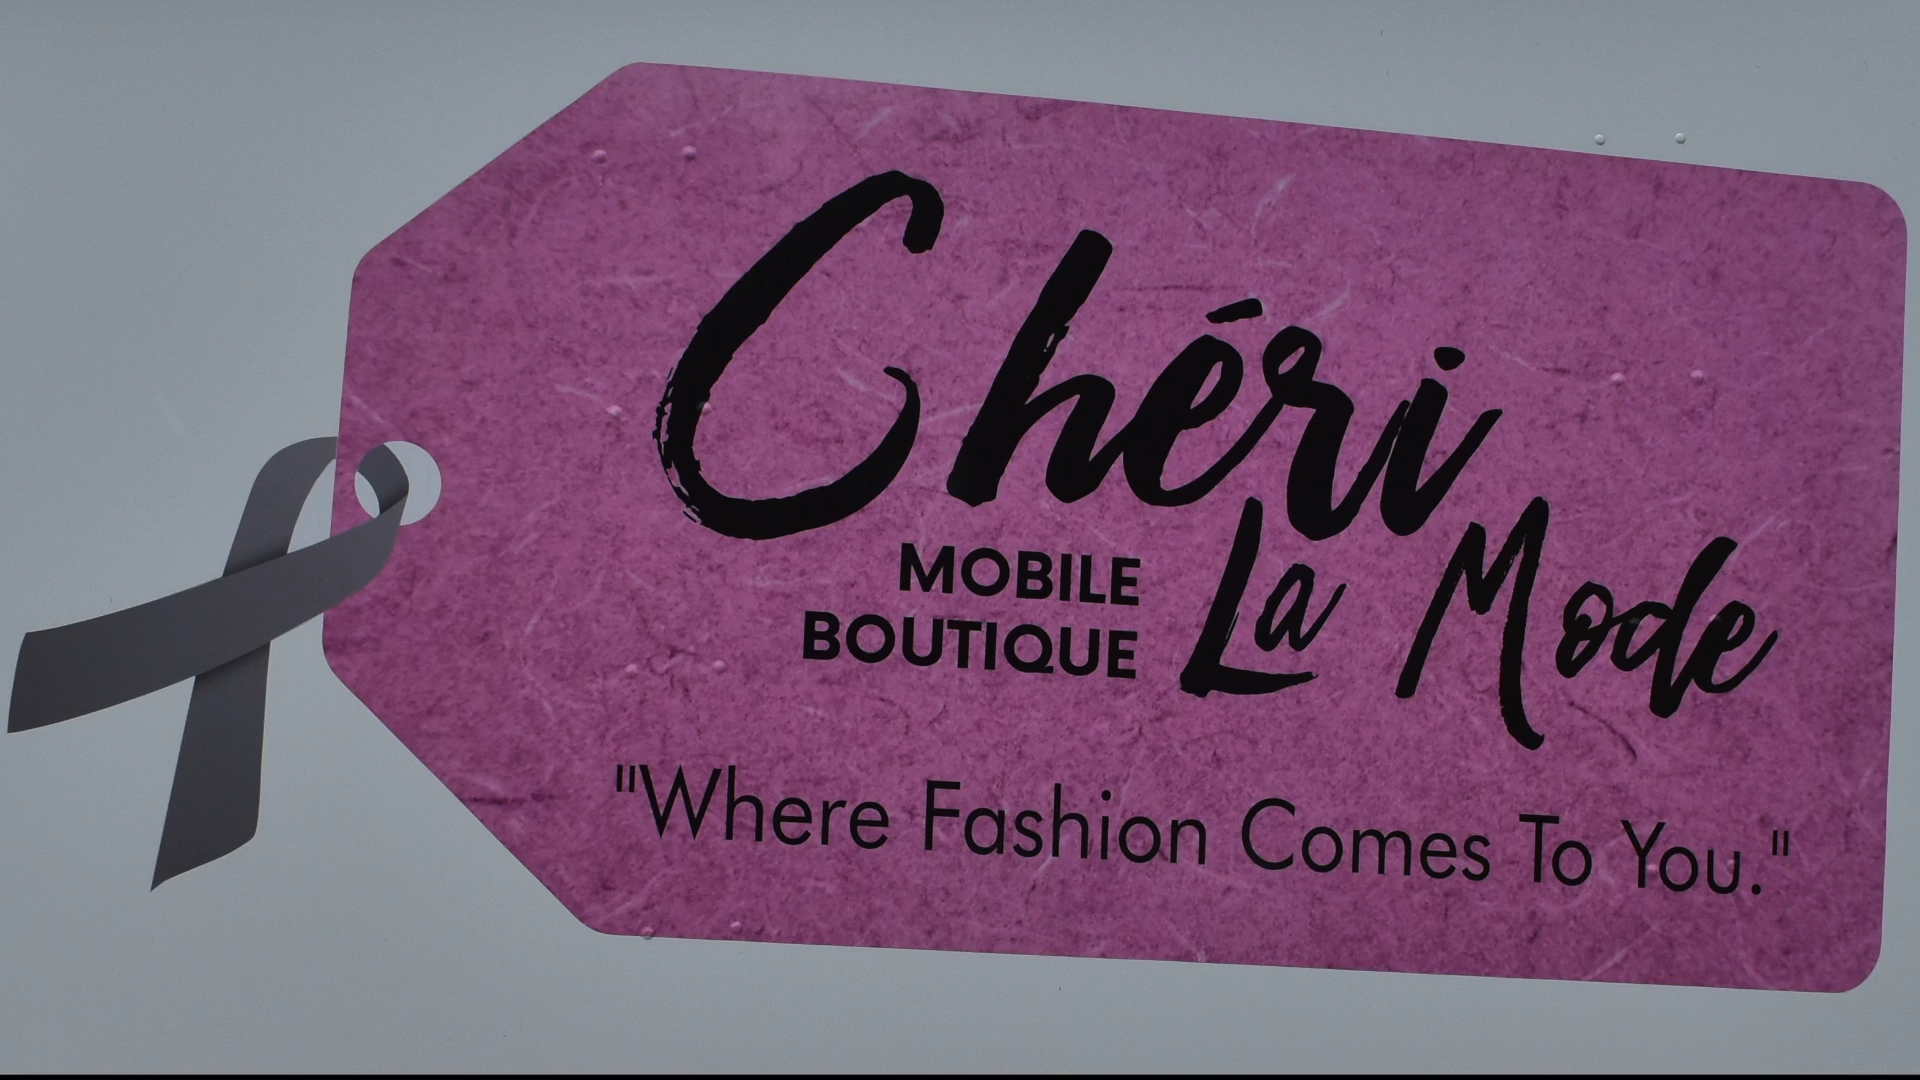 Chéri
MOBILE
BOUTIQUE
La Mode
"Where Fashion Comes To You."